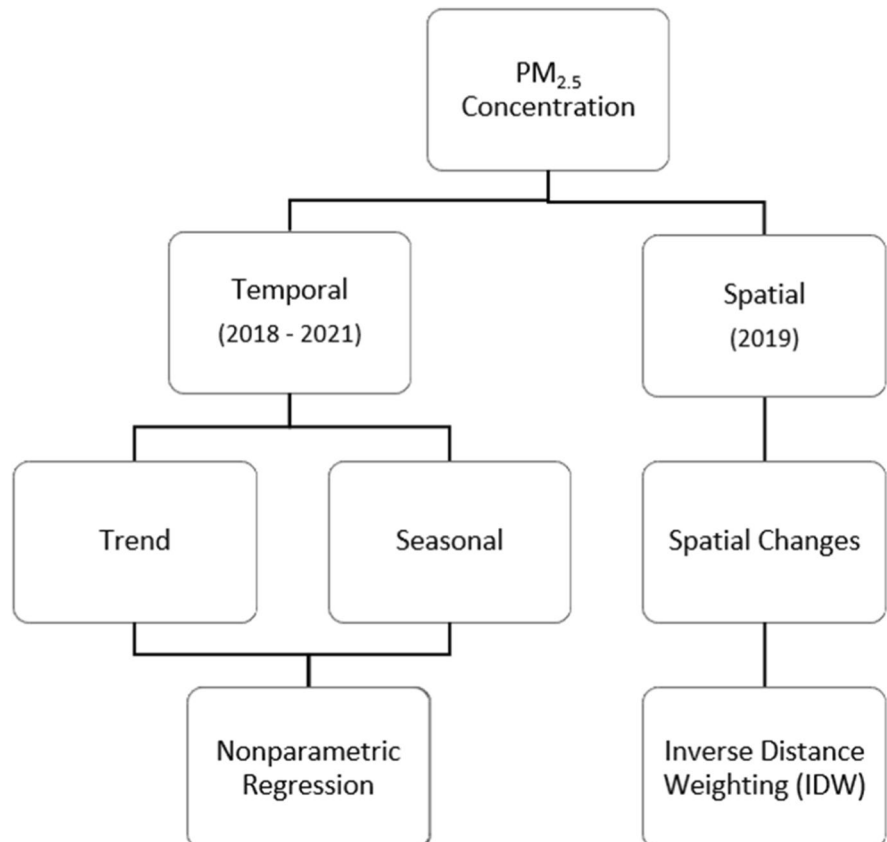 PM₂.₅
Concentration
Temporal
(2018 - 2021)
Spatial
(2019)
Trend
Seasonal
Spatial Changes
Nonparametric
Regression
Inverse Distance
Weighting (IDW)